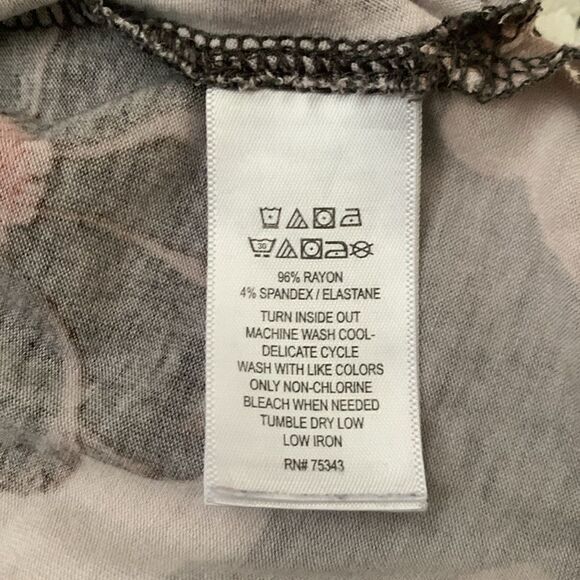 30
96% RAYON
4% SPANDEX / ELASTANE
TURN INSIDE OUT
MACHINE WASH COOL-
DELICATE CYCLE
WASH WITH LIKE COLORS
ONLY NON-CHLORINE
BLEACH WHEN NEEDED
TUMBLE DRY LOW
LOW IRON
RN# 75343